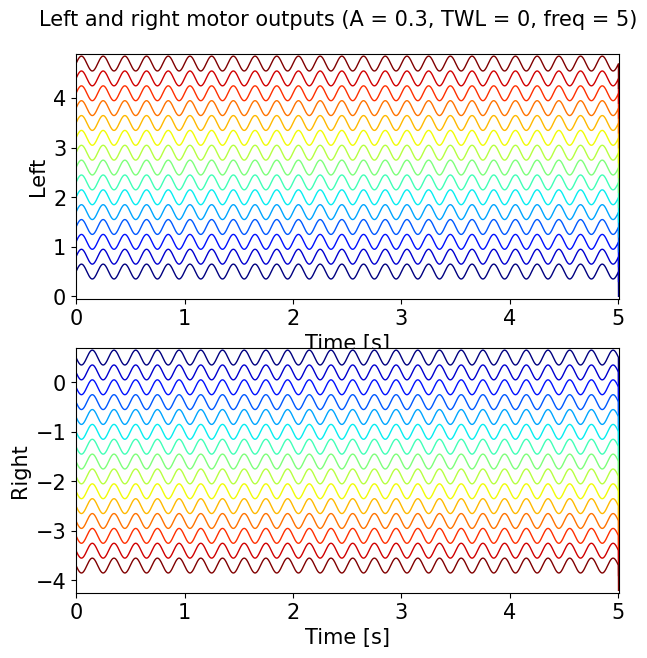 Left and right motor outputs (A = 0.3, TWL = 0, freq = 5)
4
3
2
1
0
Left
0 1 2 3 4 5
Time [s]
0
−1
−2
−3
−4
Right
0 1 2 3 4 5
Time [s]